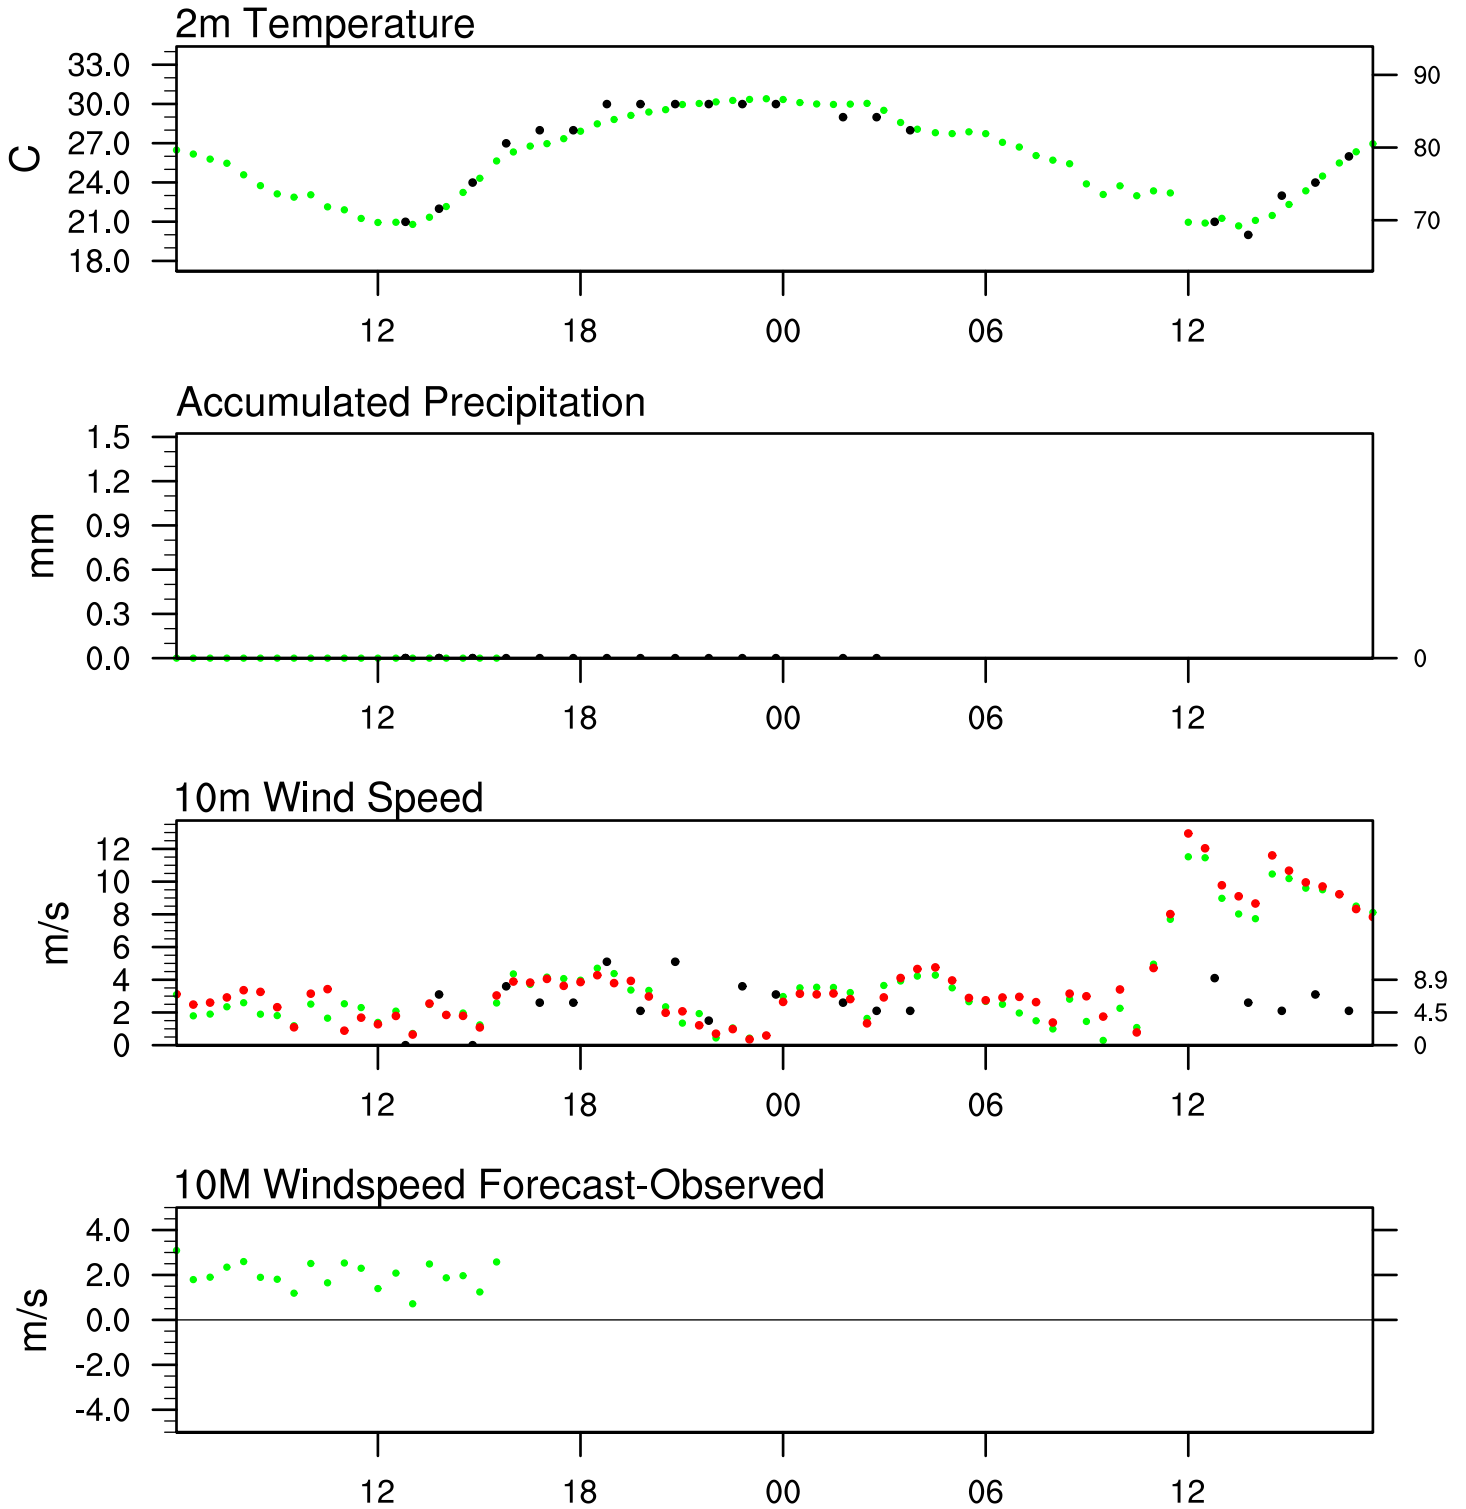 2m Temperature
33.0
90
30.0
27.0
80
C
24.0
21.0
70
18.0
12 18 00 06 12
Accumulated Precipitation
1.5
1.2
0.9
mm
0.6
0.3
0.0
0
12 18 00 06 12
10m Wind Speed
12
10
8
m/s
6
4
8.9
2
4.5
0
0
12 18 00 06 12
10M Windspeed Forecast-Observed
4.0
2.0
0.0
m/s
-2.0
-4.0
12 18 00 06 12